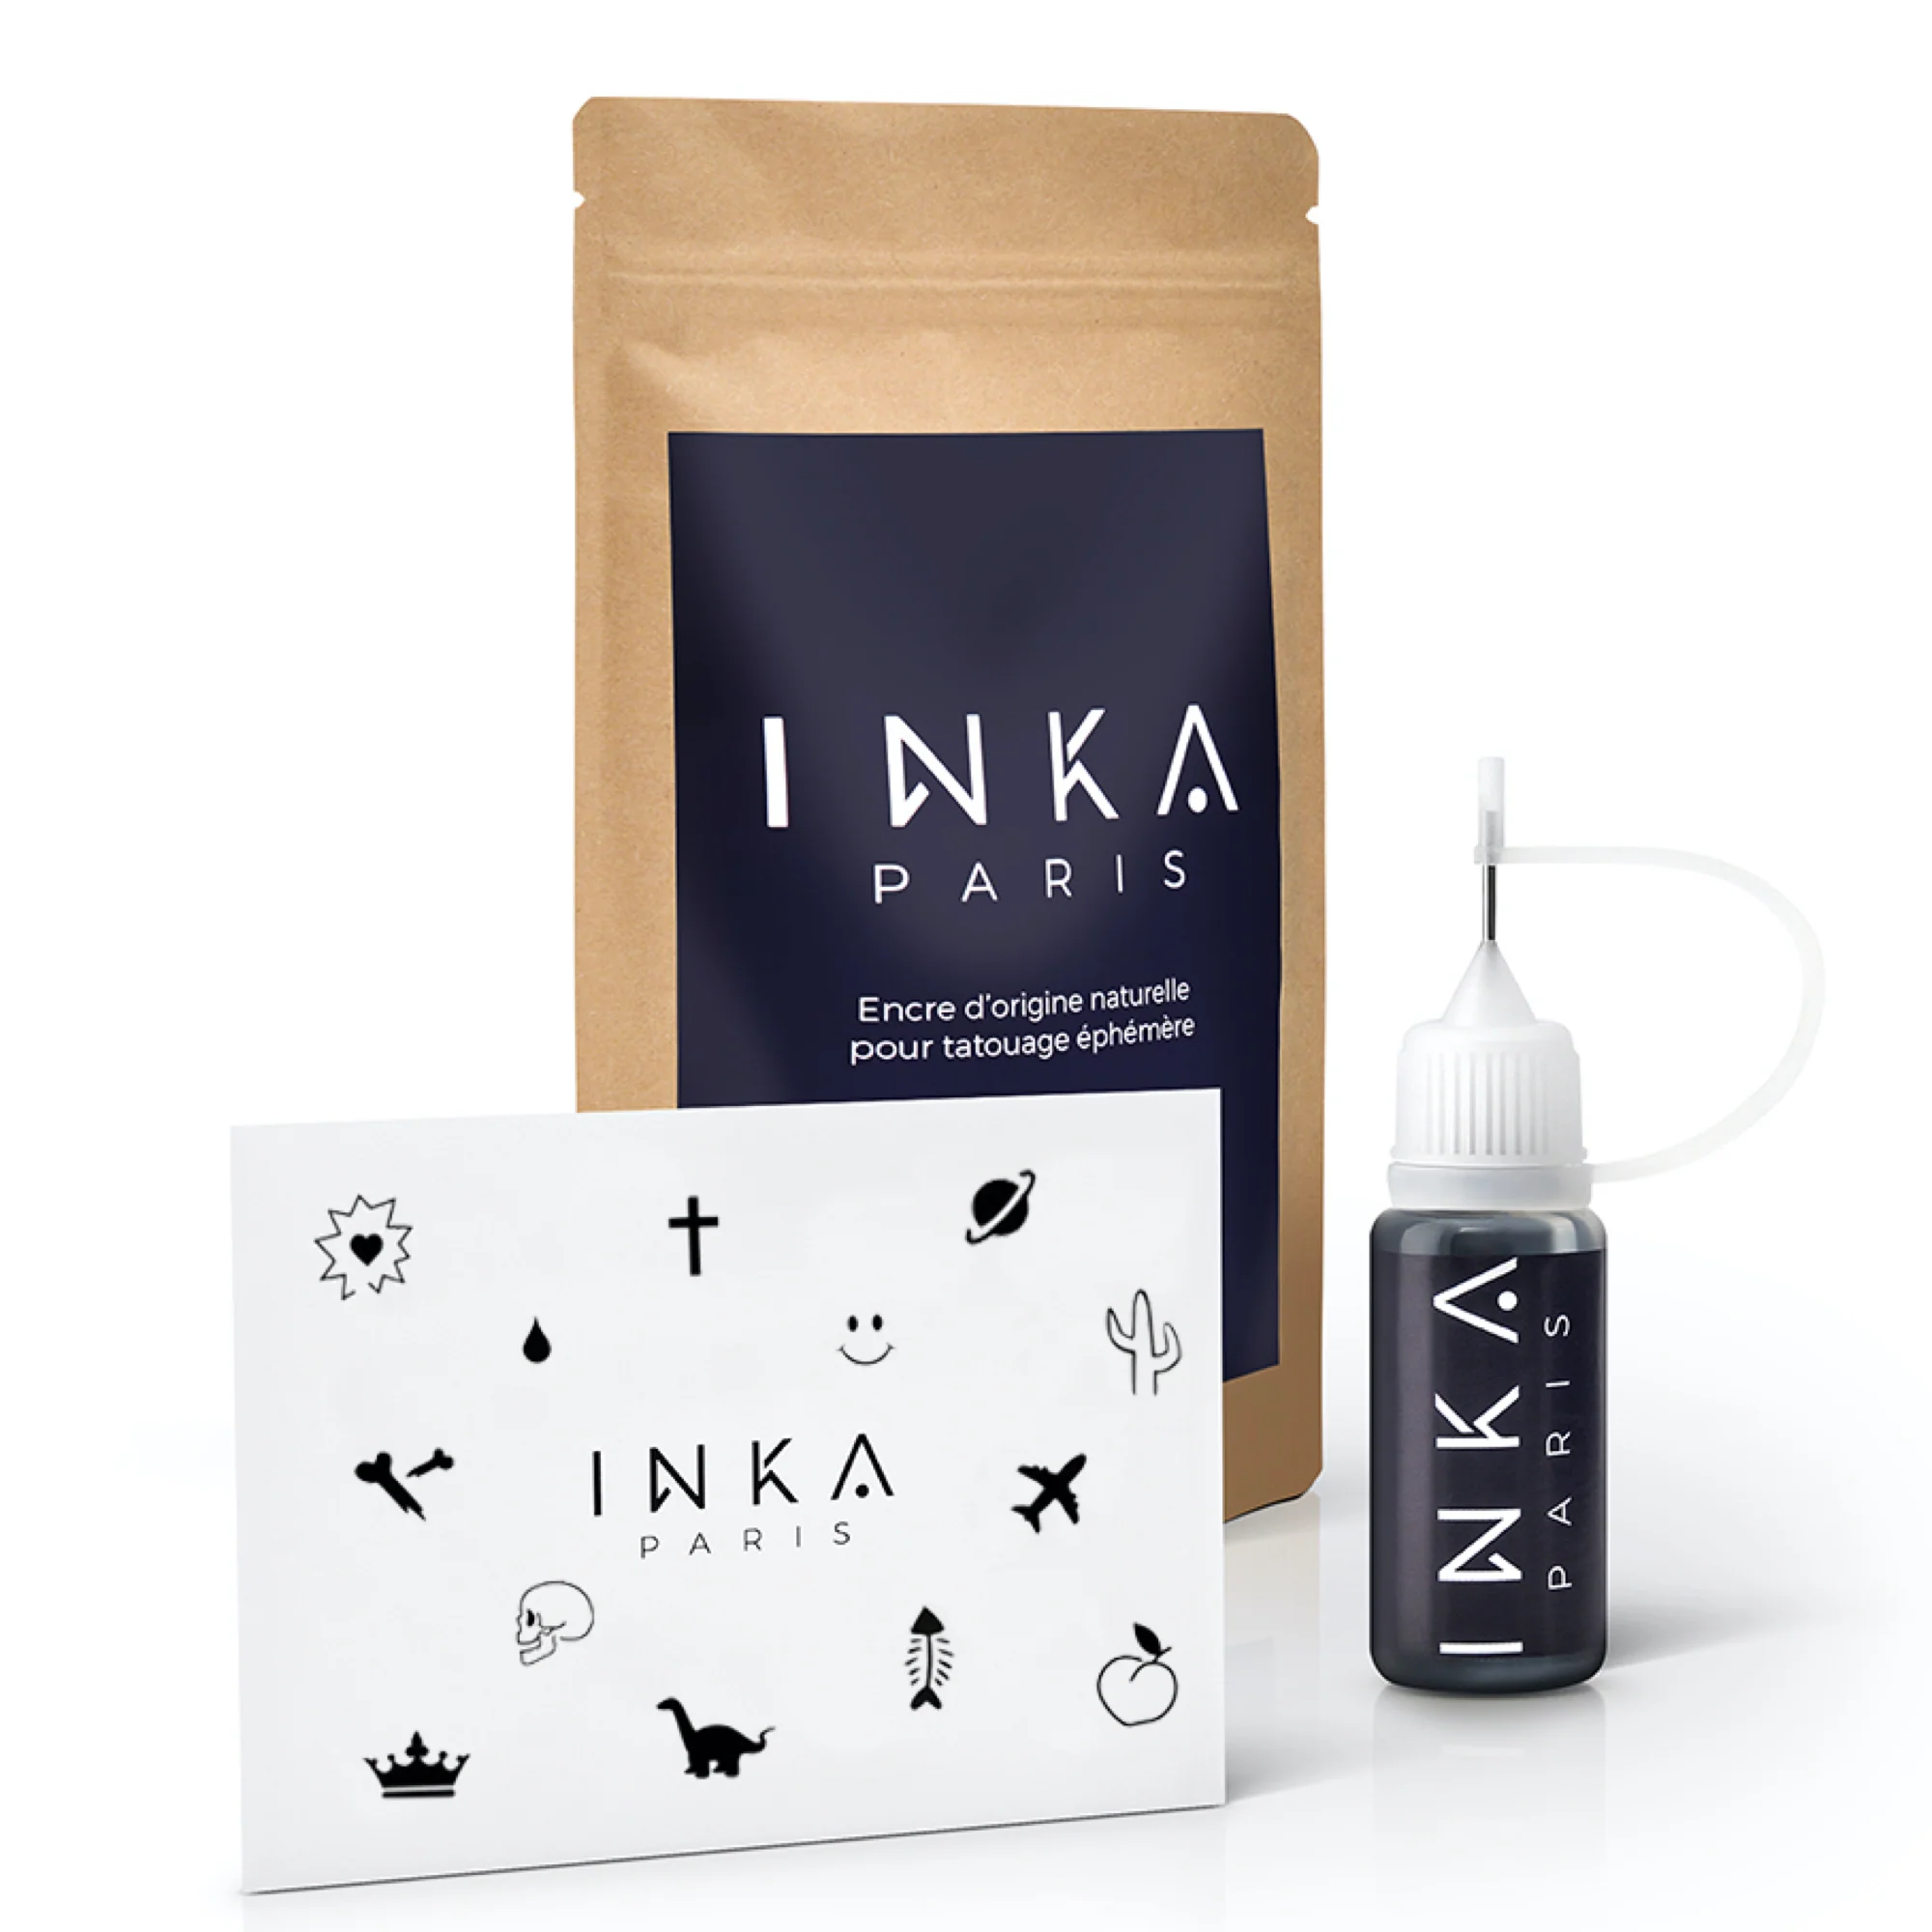 INKA
PARIS
Encre d'origine naturelle
pour tatouage éphémère
INKA
PARIS
INKA
PARIS